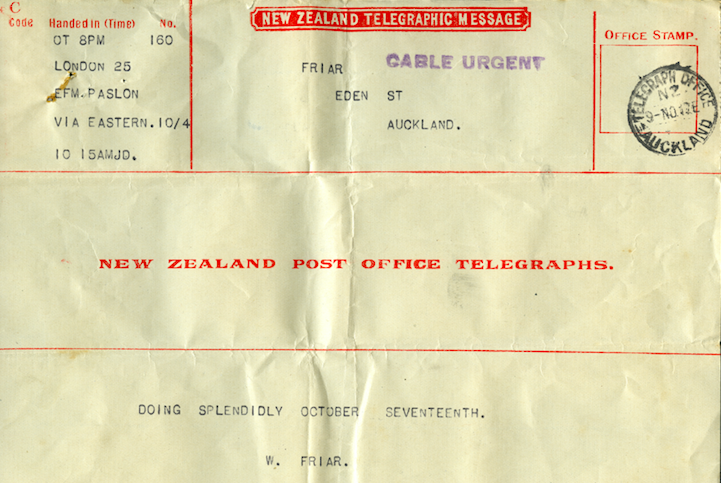 C
Code Handed in (Time) No.
OT 8PM 160
LONDON 25
EFM.PASLON
VIA EASTERN.10/4
10 15AMJD.
NEW ZEALAND TELEGRAPHIC MESSAGE
CABLE URGENT
FRIAR
EDEN ST
AUCKLAND.
OFFICE STAMP.
TELEGRAPH OFFICE
N Z
AUCKLAND
NEW ZEALAND POST OFFICE TELEGRAPHS.
DOING SPLENDIDLY OCTOBER SEVENTEENTH.
W. FRIAR.